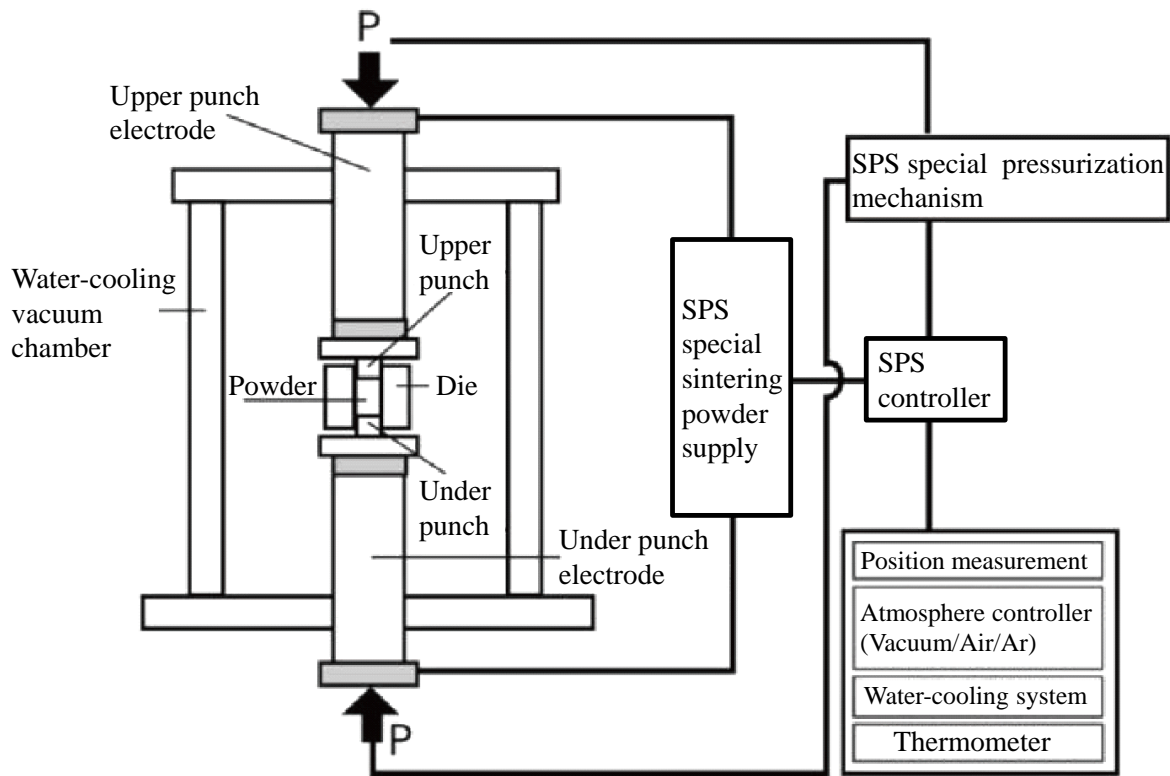 P
Upper punch
electrode
SPS special pressurization
mechanism
Upper
punch
Water-cooling
vacuum
chamber
SPS
special
sintering
powder
supply
SPS
controller
Powder
Die
Under
punch
Under punch
electrode
Position measurement
Atmosphere controller
(Vacuum/Air/Ar)
Water-cooling system
Thermometer
P